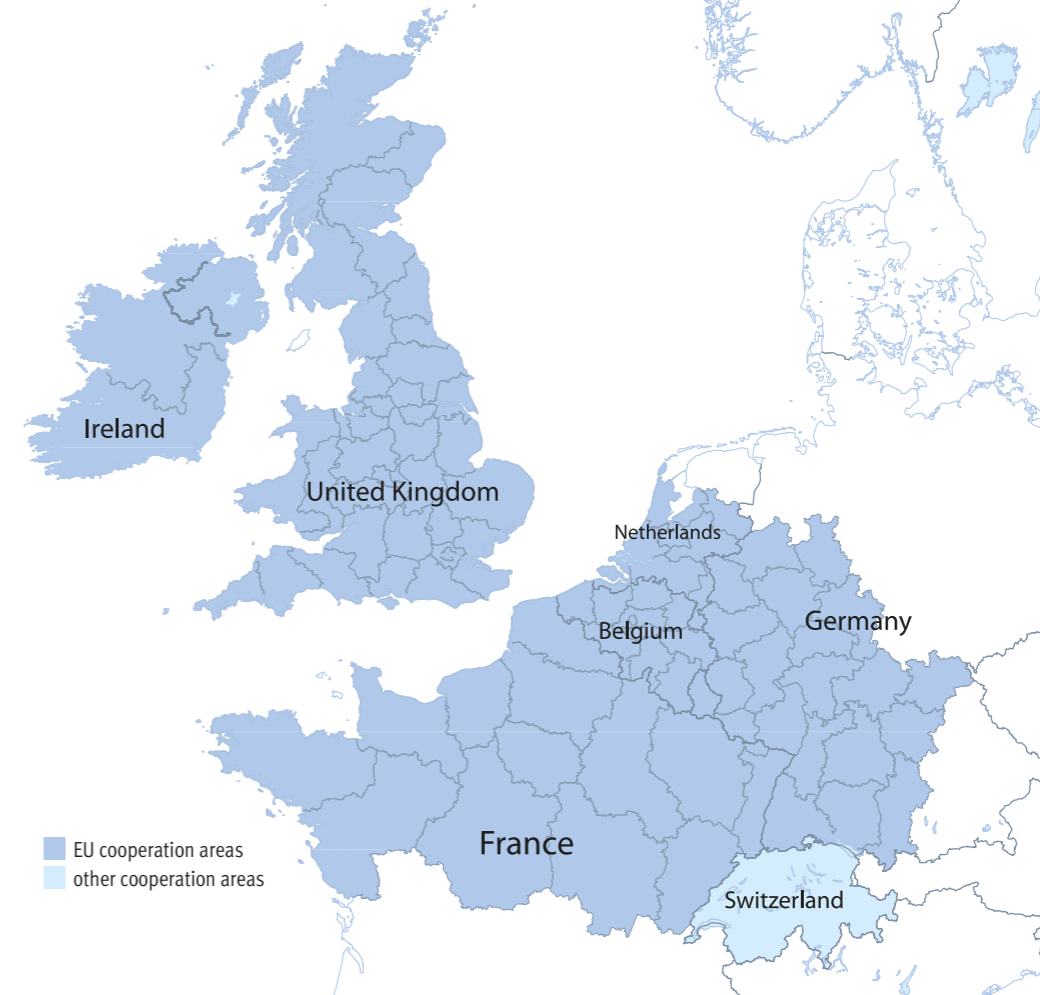 Ireland
United Kingdom
Netherlands
Belgium
Germany
France
EU cooperation areas
other cooperation areas
Switzerland